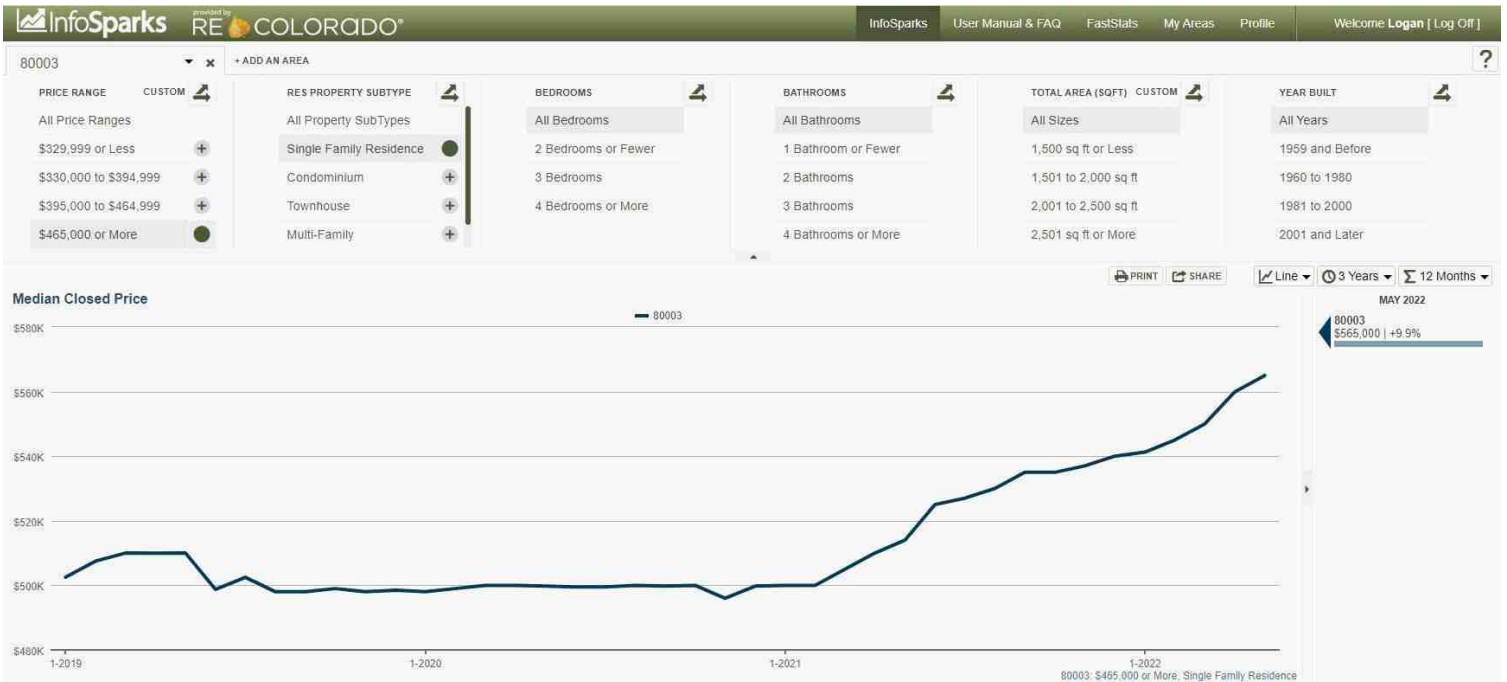 InfoSparks provided by RE COLORADO® InfoSparks User Manual & FAQ FastStats My Areas Profile Welcome Logan [ Log Off ]
80003 + ADD AN AREA ?
PRICE RANGE CUSTOM
All Price Ranges
$329,999 or Less
$330,000 to $394,999
$395,000 to $464,999
$465,000 or More
RES PROPERTY SUBTYPE
All Property SubTypes
Single Family Residence
Condominium
Townhouse
Multi-Family
BEDROOMS
All Bedrooms
2 Bedrooms or Fewer
3 Bedrooms
4 Bedrooms or More
BATHROOMS
All Bathrooms
1 Bathroom or Fewer
2 Bathrooms
3 Bathrooms
4 Bathrooms or More
TOTAL AREA (SQFT) CUSTOM
All Sizes
1,500 sq ft or Less
1,501 to 2,000 sq ft
2,001 to 2,500 sq ft
2,501 sq ft or More
YEAR BUILT
All Years
1959 and Before
1960 to 1980
1981 to 2000
2001 and Later
PRINT SHARE Line 3 Years 12 Months
Median Closed Price
80003
MAY 2022
80003
$565,000 | +9.9%
$580K
$560K
$540K
$520K
$500K
$480K
1-2019 1-2020 1-2021 1-2022
80003: $465,000 or More, Single Family Residence